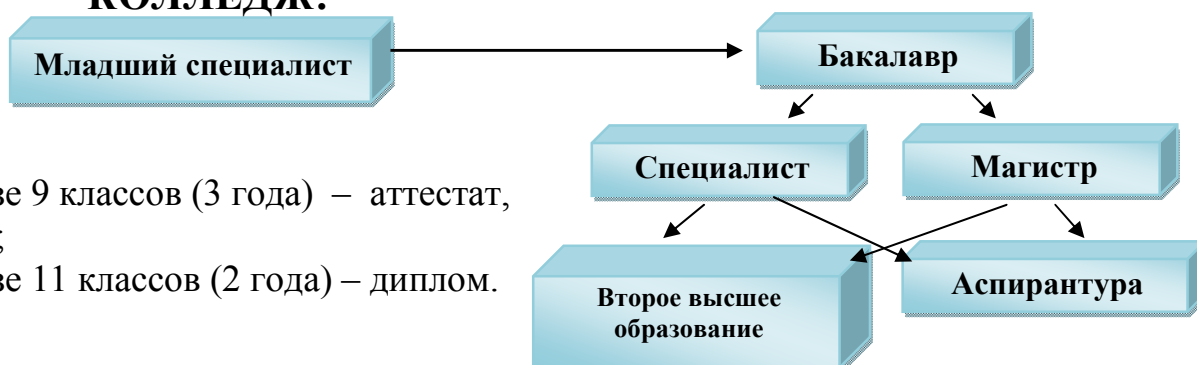 КОЛЛЕДЖ:
Младший специалист
Бакалавр
Специалист
Магистр
ве 9 классов (3 года) – аттестат,
;
ве 11 классов (2 года) – диплом.
Второе высшее
образование
Аспирантура